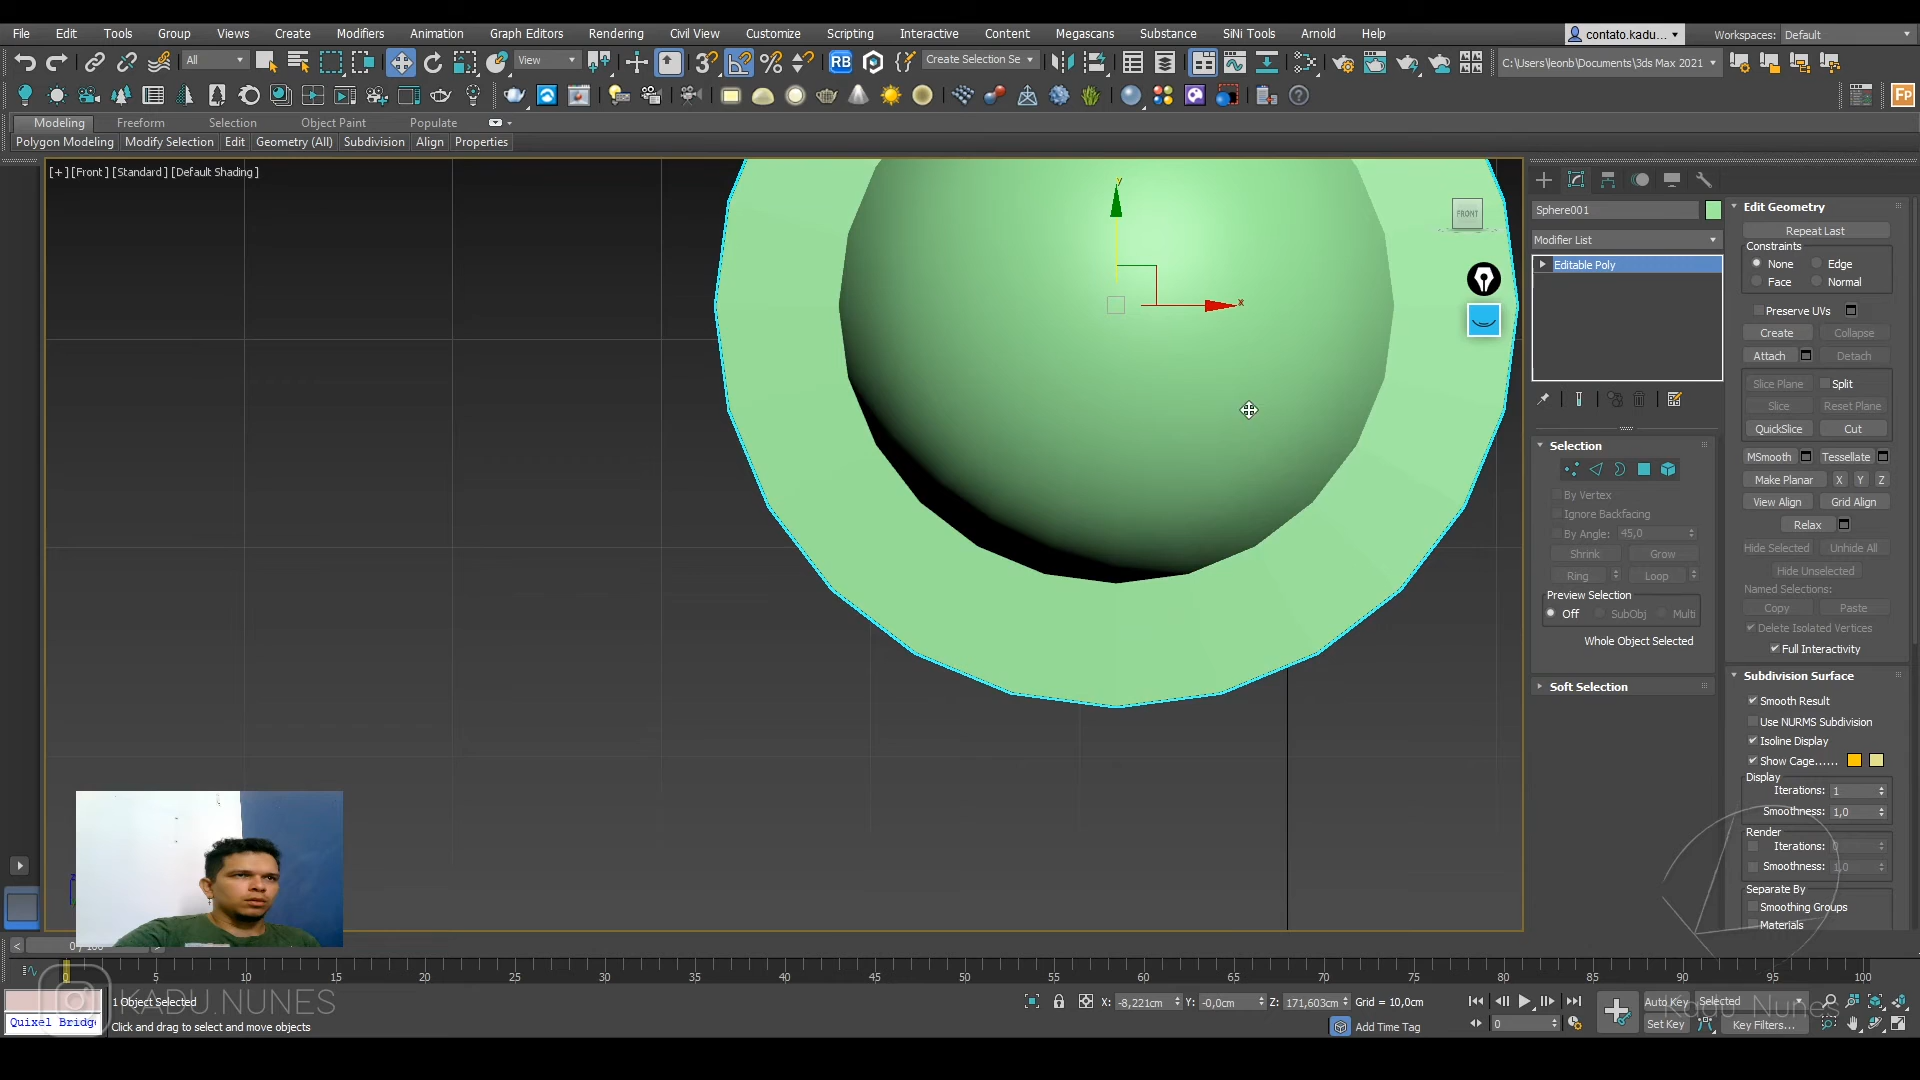 File Edit Tools Group Views Create Modifiers Animation Graph Editors Rendering Civil View Customize Scripting Interactive Content Megascans Substance SiNi Tools Arnold Help
contato.kadu... Workspaces: Default
All View Create Selection Se C:\Users\leonb\Documents\3ds Max 2021
RB
Fp
Modeling Freeform Selection Object Paint Populate
Polygon Modeling Modify Selection Edit Geometry (All) Subdivision Align Properties
[+] [Front] [Standard] [Default Shading]
y
x
FRONT
Sphere001
Modifier List
Editable Poly
Selection
By Vertex
Ignore Backfacing
By Angle: 45,0
Shrink Grow
Ring Loop
Preview Selection
Off SubObj Multi
Whole Object Selected
Soft Selection
Edit Geometry
Repeat Last
Constraints
None Edge
Face Normal
Preserve UVs
Create Collapse
Attach Detach
Slice Plane Split
Slice Reset Plane
QuickSlice Cut
MSmooth Tessellate
Make Planar X Y Z
View Align Grid Align
Relax
Hide Selected Unhide All
Hide Unselected
Named Selections:
Copy Paste
Delete Isolated Vertices
Full Interactivity
Subdivision Surface
Smooth Result
Use NURMS Subdivision
Isoline Display
Show Cage......
Display
Iterations: 1
Smoothness: 1,0
Render
Iterations: 0
Smoothness: 1,0
Separate By
Smoothing Groups
Materials
0 5 10 15 20 25 30 35 40 45 50 55 60 65 70 75 80 85 90 95 100
KADU.NUNES
1 Object Selected
X: -8,221cm Y: -0,0cm Z: 171,603cm Grid = 10,0cm
Auto Key Selected
Kadu Nunes
Quixel Bridge
Click and drag to select and move objects
Add Time Tag
0
Set Key Key Filters...